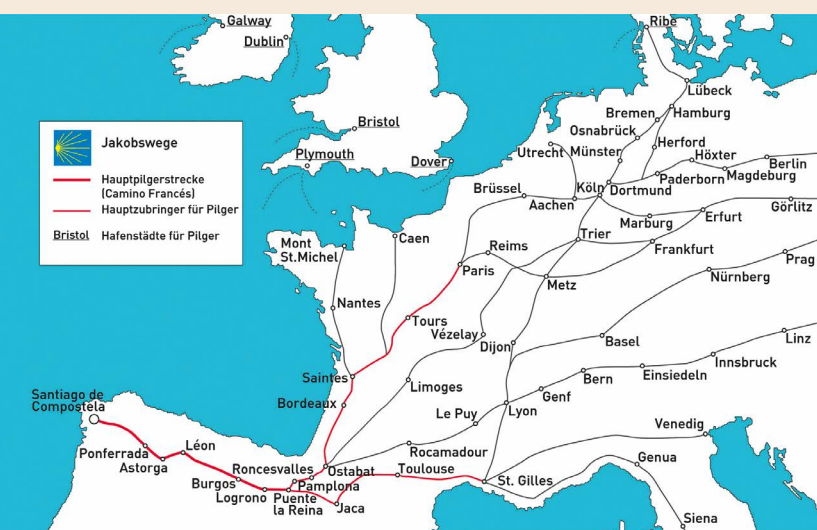 Galway
Dublin
Ribe
Lübeck
Bremen
Hamburg
Bristol
Osnabrück
Jakobswege
Plymouth
Dover
Utrecht
Münster
Herford
Höxter
Berlin
Hauptpilgerstrecke
(Camino Francés)
Brüssel
Köln
Dortmund
Paderborn
Magdeburg
Hauptzubringer für Pilger
Aachen
Marburg
Erfurt
Görlitz
Bristol Hafenstädte für Pilger
Mont
St.Michel
Caen
Reims
Trier
Frankfurt
Paris
Metz
Prag
Nürnberg
Nantes
Tours
Vézelay
Dijon
Basel
Linz
Saintes
Innsbruck
Santiago de
Compostela
Bordeaux
Limoges
Genf
Bern
Einsiedeln
Le Puy
Lyon
Venedig
Léon
Ponferrada
Astorga
Rocamadour
Genua
Roncesvalles
Ostabat
Toulouse
Burgos
Pamplona
St. Gilles
Logrono
Puente
la Reina
Jaca
Siena